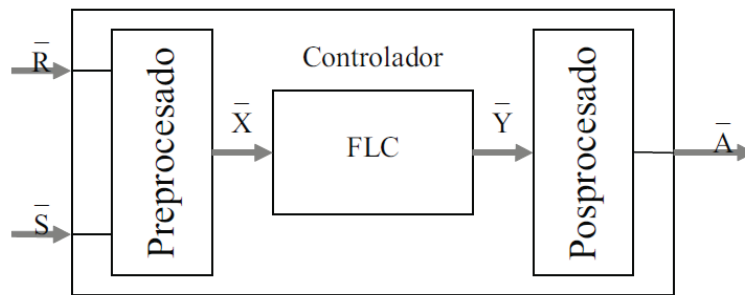 R̅
Controlador
Preprocesado
X̅
FLC
Y̅
Posprocesado
A̅
S̅